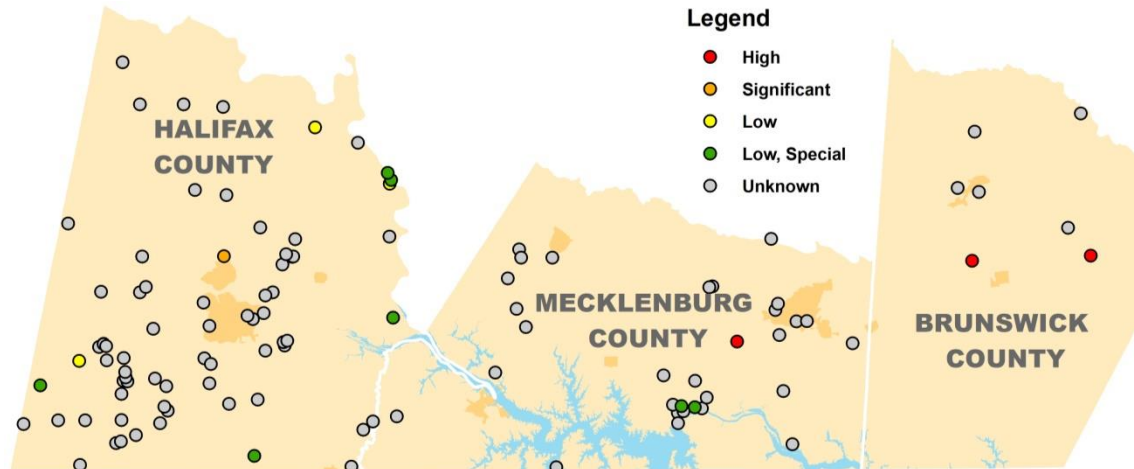 Legend
High
Significant
Low
Low, Special
Unknown
HALIFAX
COUNTY
MECKLENBURG
COUNTY
BRUNSWICK
COUNTY